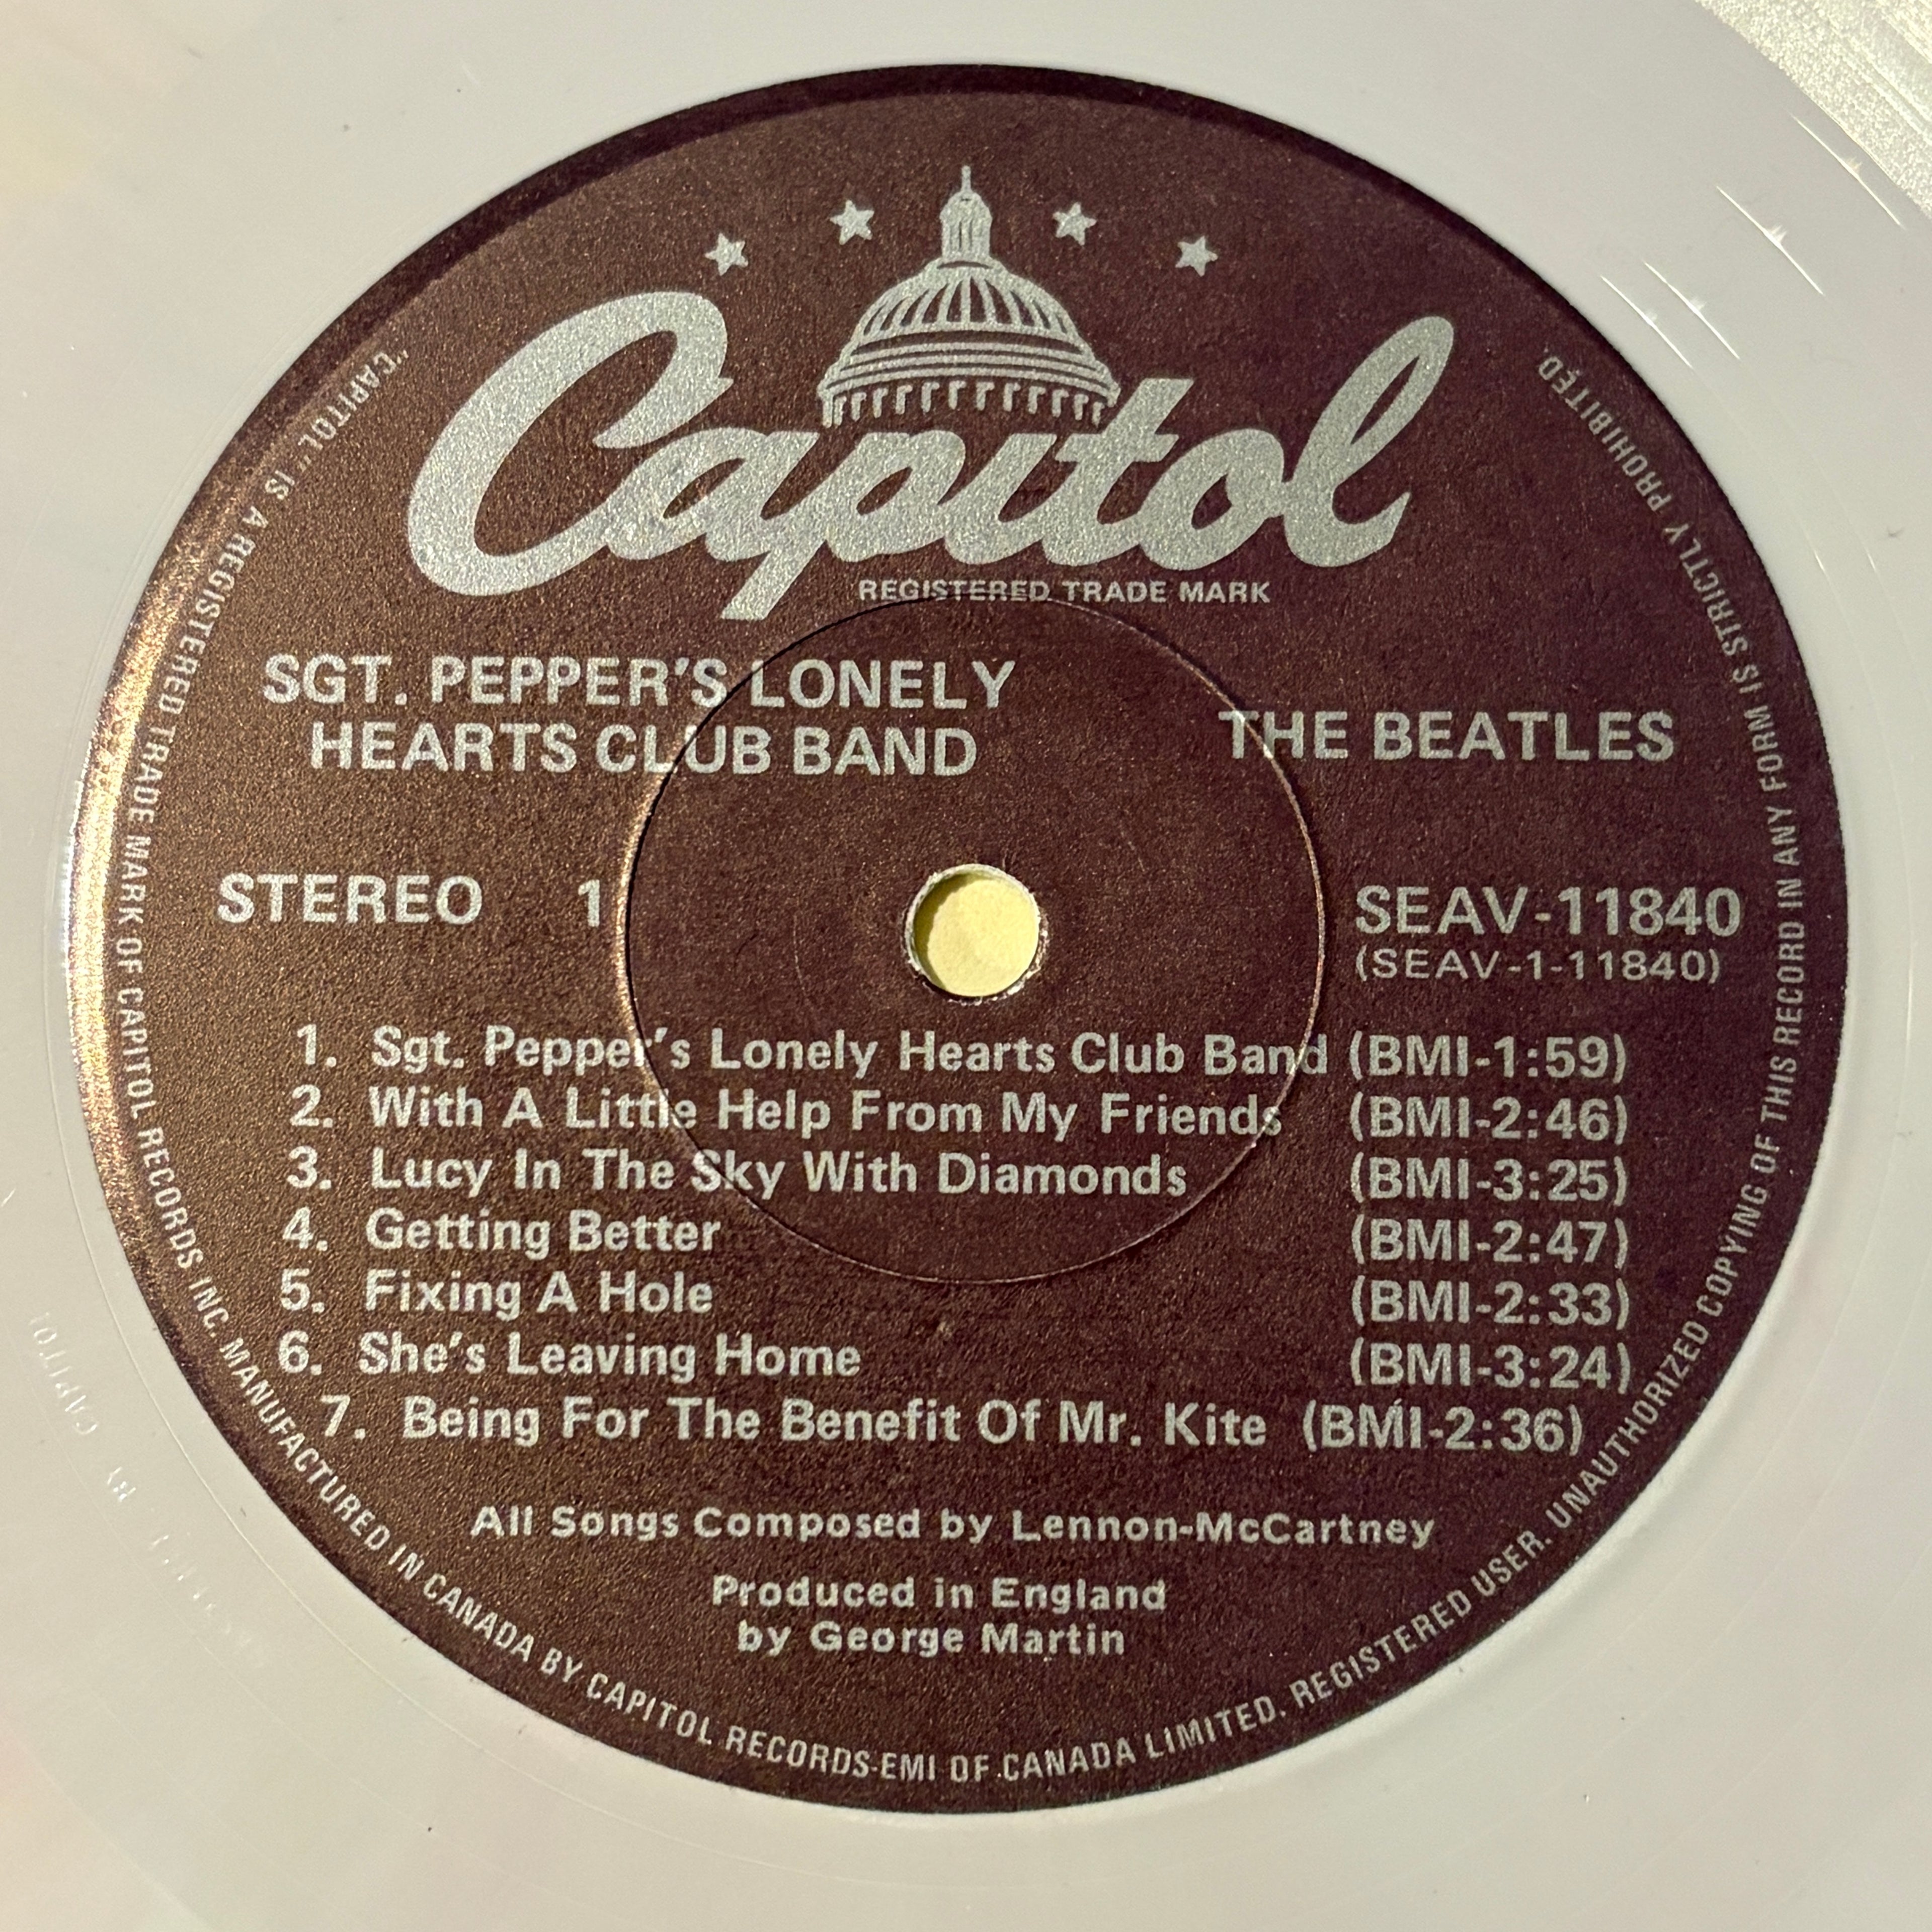 Capitol
REGISTERED TRADE MARK
SGT. PEPPER'S LONELY
HEARTS CLUB BAND
THE BEATLES
STEREO 1
SEAV-11840
(SEAV-1-11840)
1. Sgt. Pepper's Lonely Hearts Club Band (BMI-1:59)
2. With A Little Help From My Friends (BMI-2:46)
3. Lucy In The Sky With Diamonds (BMI-3:25)
4. Getting Better (BMI-2:47)
5. Fixing A Hole (BMI-2:33)
6. She's Leaving Home (BMI-3:24)
7. Being For The Benefit Of Mr. Kite (BMI-2:36)
All Songs Composed by Lennon-McCartney
Produced in England
by George Martin
"CAPITOL" IS A REGISTERED TRADE MARK OF CAPITOL RECORDS INC. MANUFACTURED IN CANADA BY CAPITOL RECORDS-EMI OF CANADA LIMITED. REGISTERED USER. UNAUTHORIZED COPYING OF THIS RECORD IN ANY FORM IS STRICTLY PROHIBITED.
CAPITOL